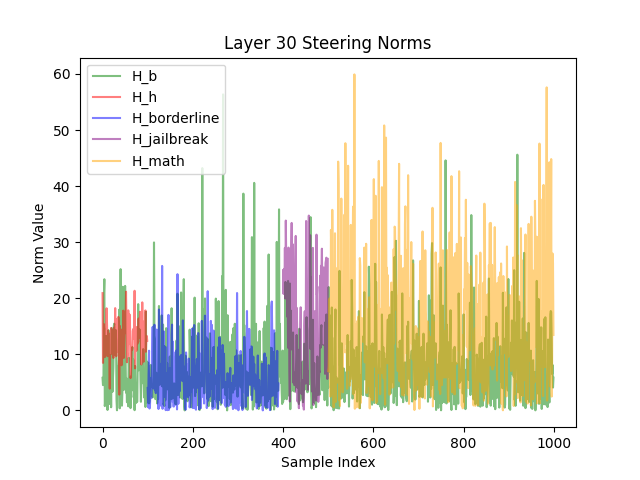 Layer 30 Steering Norms
H_b
H_h
H_borderline
H_jailbreak
H_math
Norm Value
60
50
40
30
20
10
0
0 200 400 600 800 1000
Sample Index